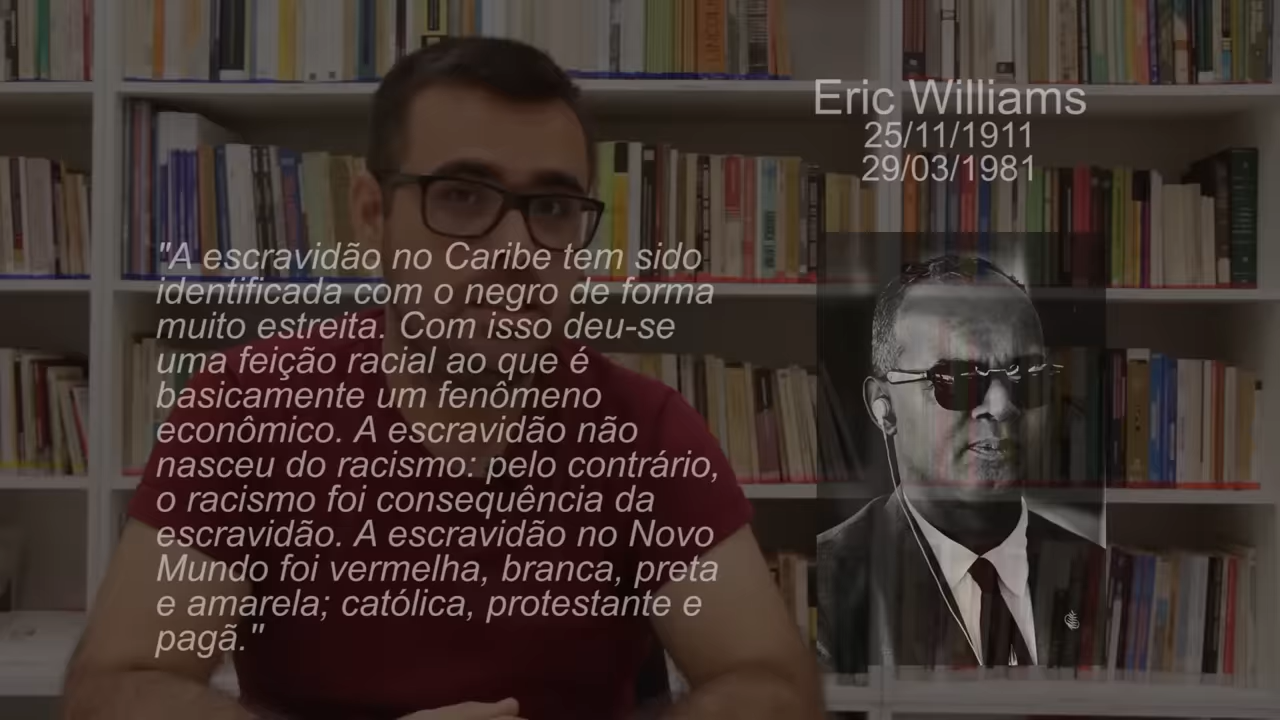 Eric Williams
25/11/1911
29/03/1981
"A escravidão no Caribe tem sido
identificada com o negro de forma
muito estreita. Com isso deu-se
uma feição racial ao que é
basicamente um fenômeno
econômico. A escravidão não
nasceu do racismo: pelo contrário,
o racismo foi consequência da
escravidão. A escravidão no Novo
Mundo foi vermelha, branca, preta
e amarela; católica, protestante e
pagã."